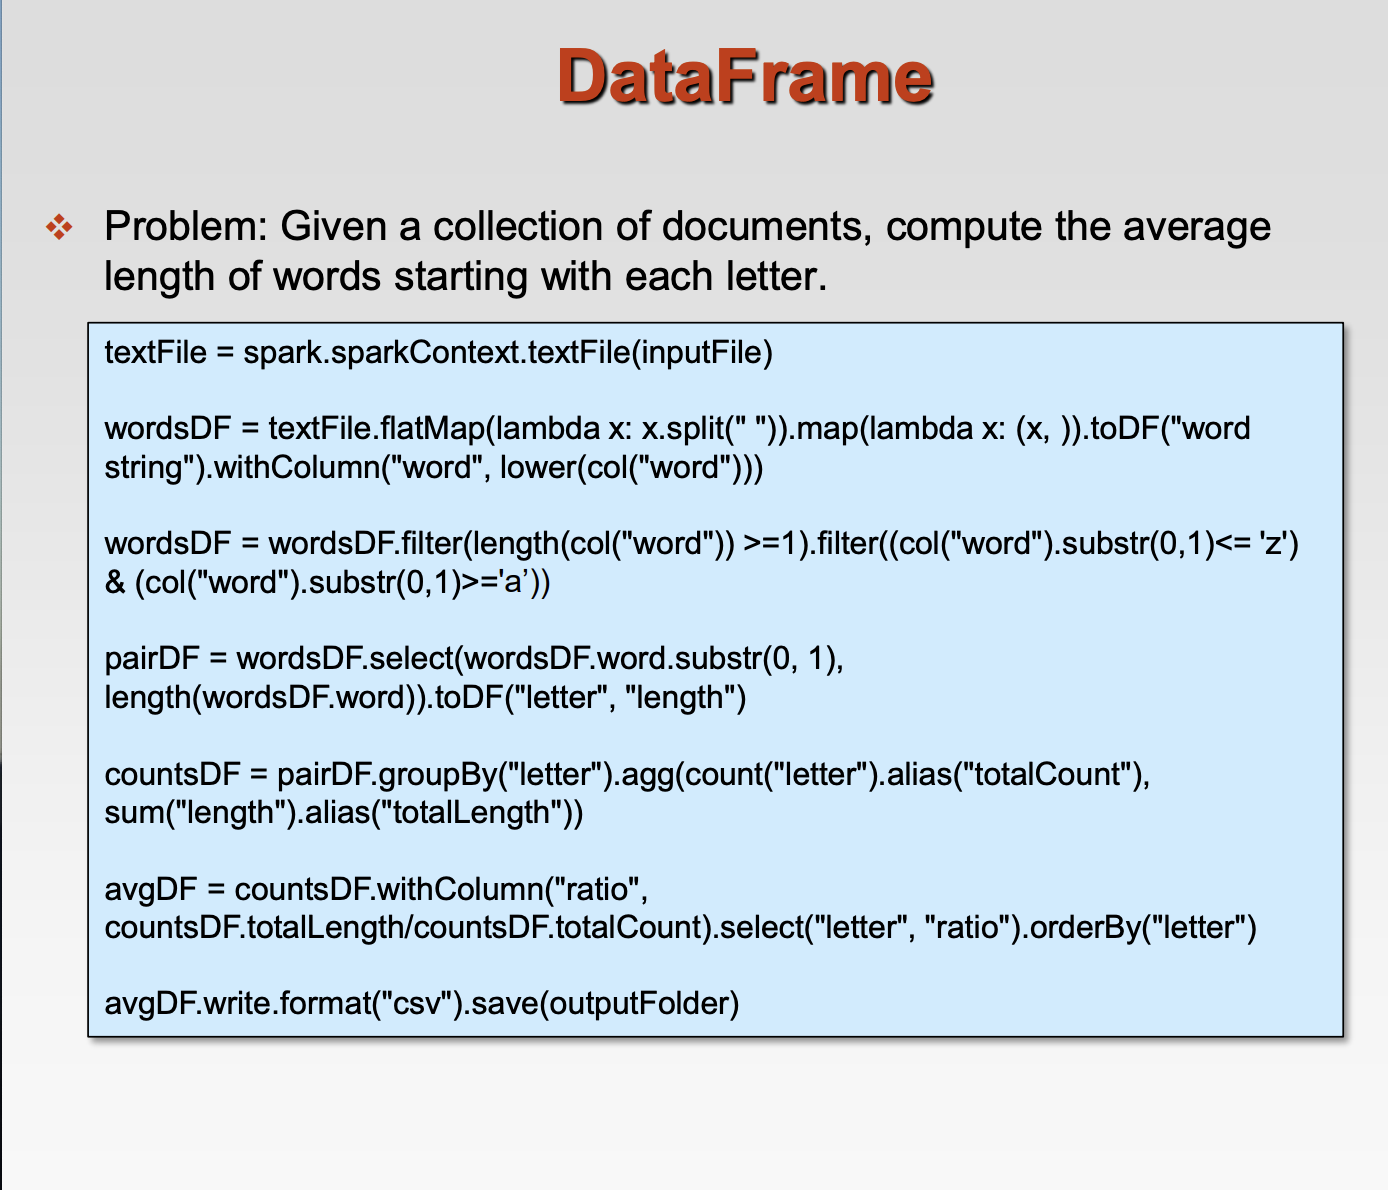 DataFrame
Problem: Given a collection of documents, compute the average
length of words starting with each letter.
textFile = spark.sparkContext.textFile(inputFile)
wordsDF = textFile.flatMap(lambda x: x.split(" ")).map(lambda x: (x, )).toDF("word
string").withColumn("word", lower(col("word")))
wordsDF = wordsDF.filter(length(col("word")) >=1).filter((col("word").substr(0,1)<= 'z')
& (col("word").substr(0,1)>='a’))
pairDF = wordsDF.select(wordsDF.word.substr(0, 1),
length(wordsDF.word)).toDF("letter", "length")
countsDF = pairDF.groupBy("letter").agg(count("letter").alias("totalCount"),
sum("length").alias("totalLength"))
avgDF = countsDF.withColumn("ratio",
countsDF.totalLength/countsDF.totalCount).select("letter", "ratio").orderBy("letter")
avgDF.write.format("csv").save(outputFolder)